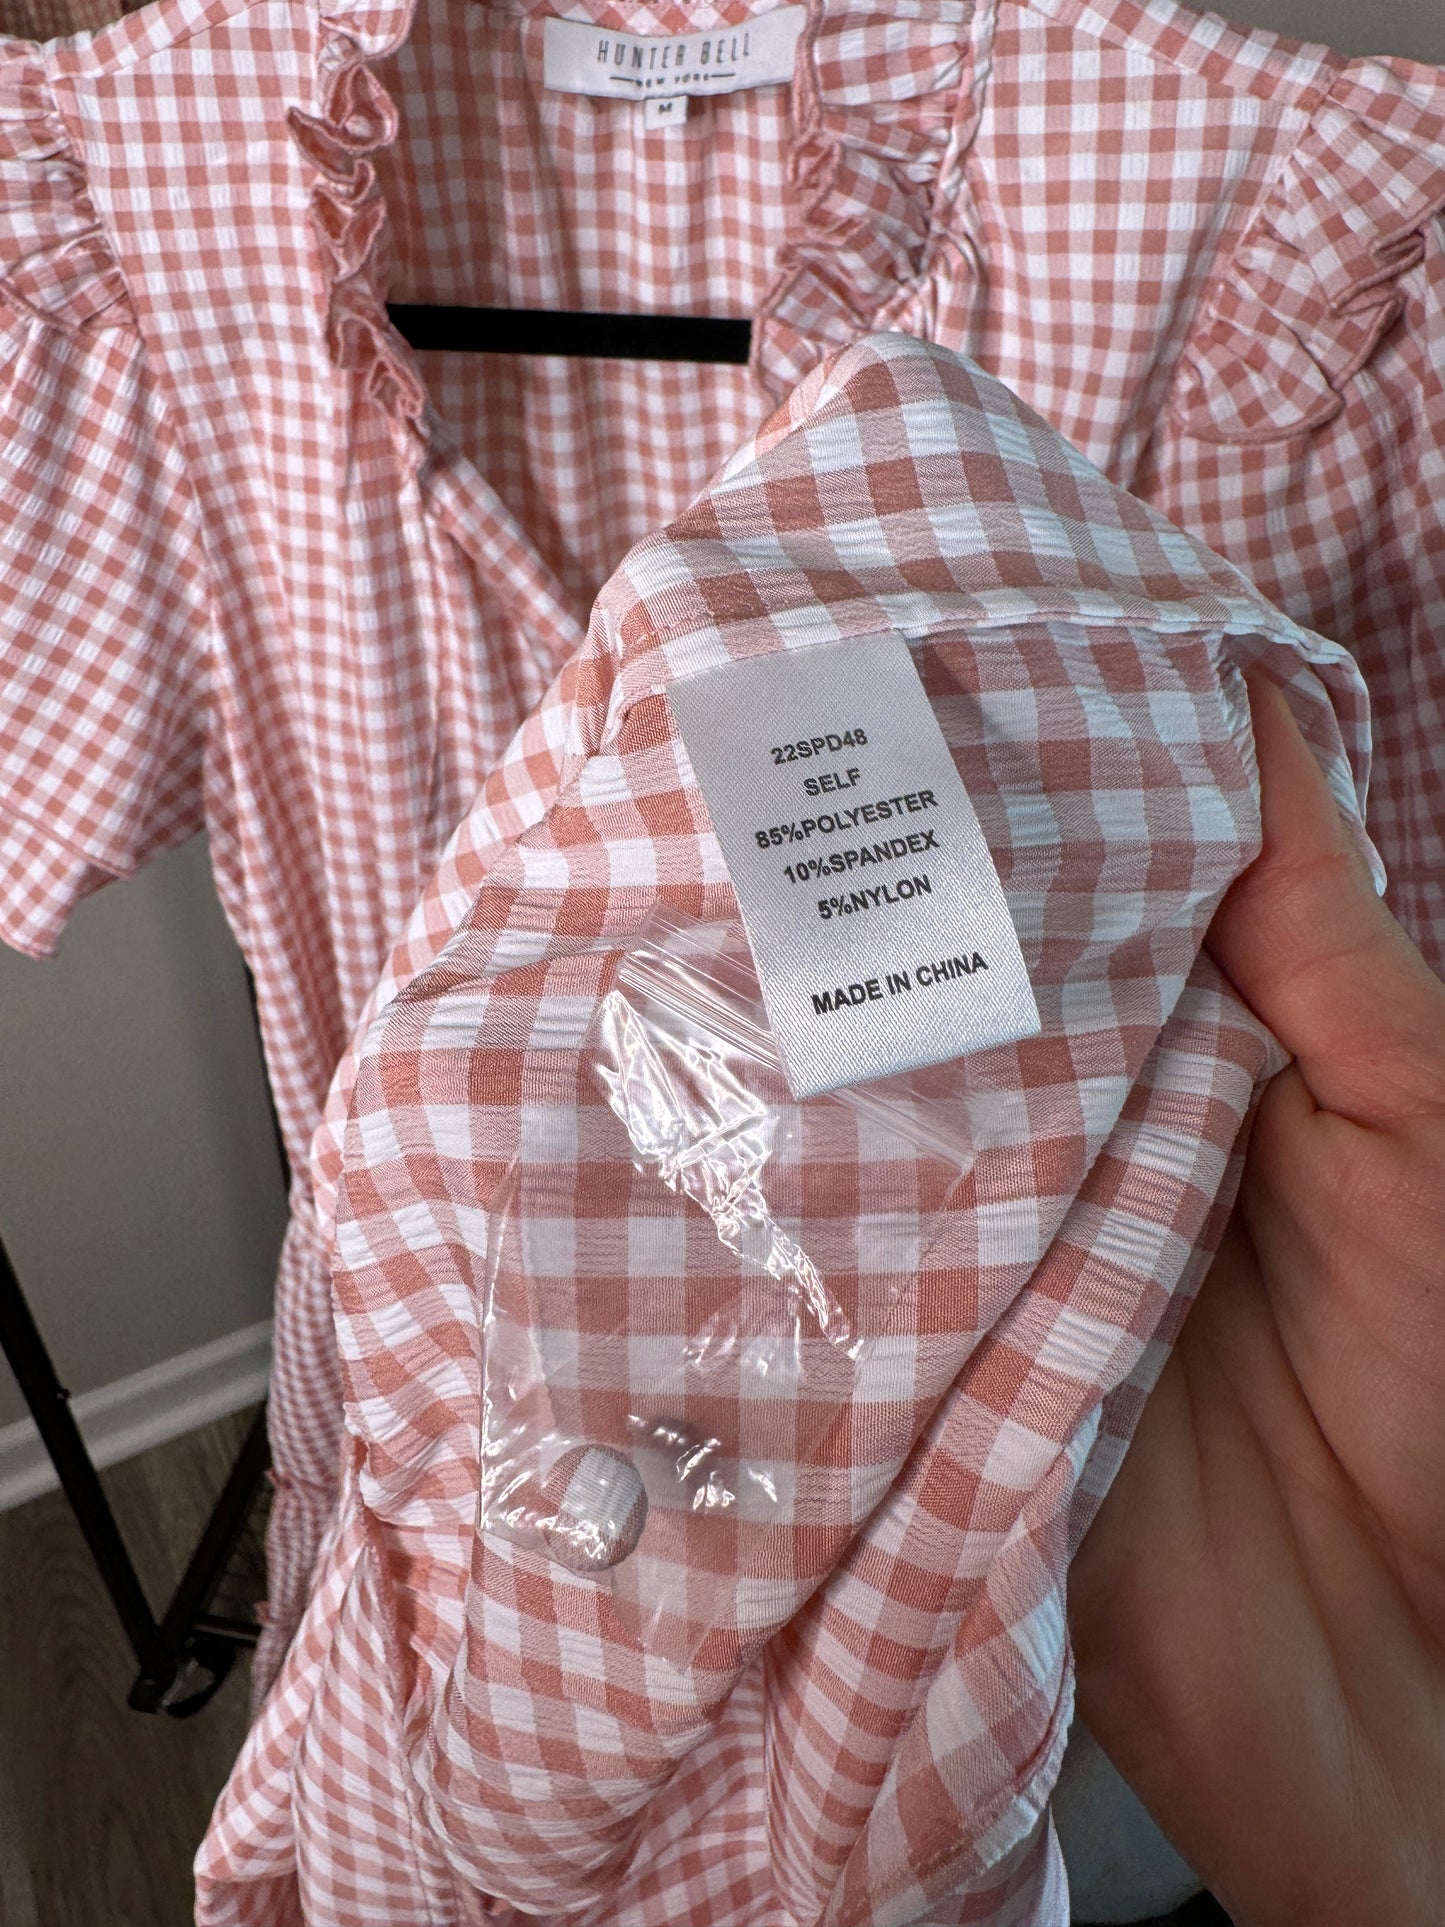 HUNTER BELL
NEW YORK
M
22SPD48
SELF
85%POLYESTER
10%SPANDEX
5%NYLON
MADE IN CHINA